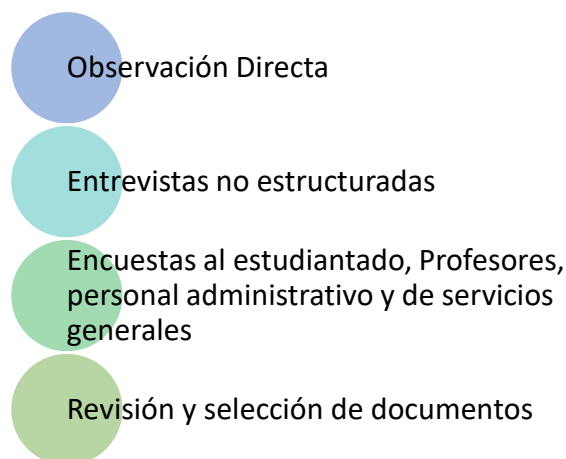 Observación Directa
Entrevistas no estructuradas
Encuestas al estudiantado, Profesores,
personal administrativo y de servicios
generales
Revisión y selección de documentos